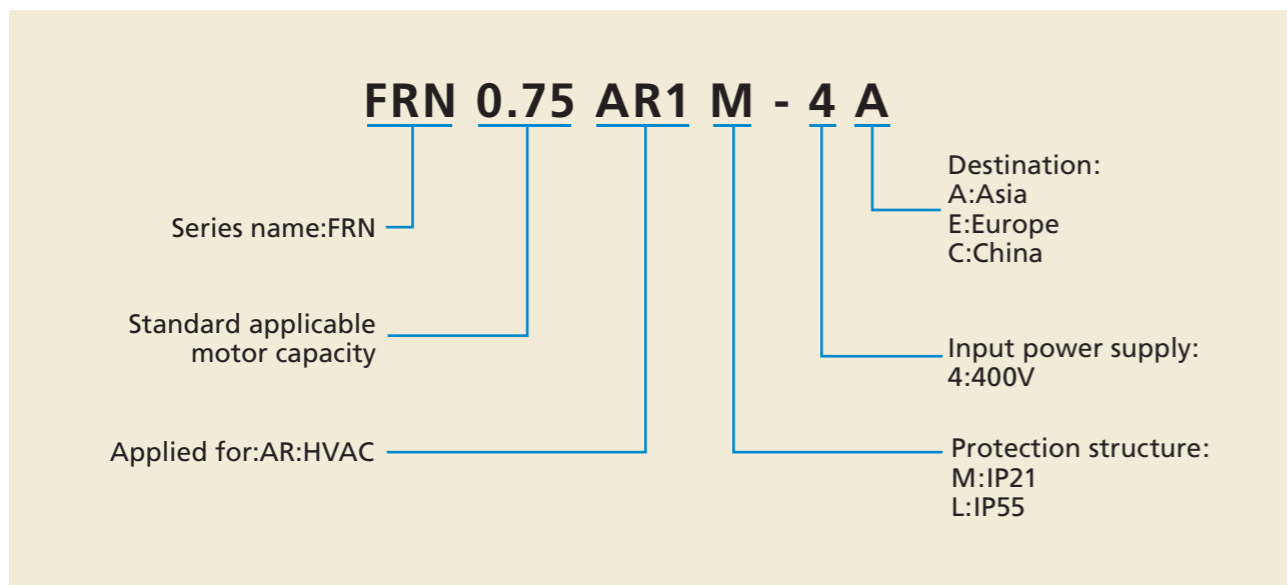 FRN 0.75 AR1 M - 4 A
Series name:FRN
Standard applicable
motor capacity
Applied for:AR:HVAC
Destination:
A:Asia
E:Europe
C:China
Input power supply:
4:400V
Protection structure:
M:IP21
L:IP55